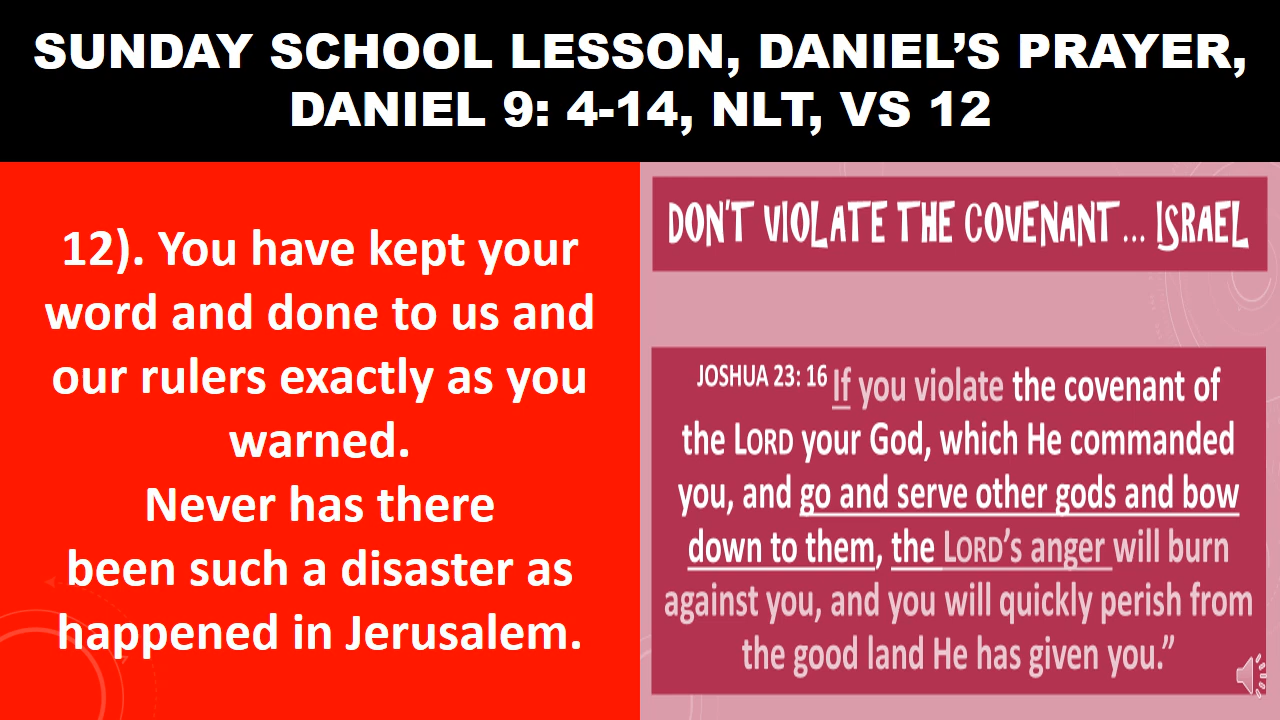 SUNDAY SCHOOL LESSON, DANIEL’S PRAYER,
DANIEL 9: 4-14, NLT, VS 12
12). You have kept your
word and done to us and
our rulers exactly as you
warned.
Never has there
been such a disaster as
happened in Jerusalem.
DON'T VIOLATE THE COVENANT ... ISRAEL
JOSHUA 23: 16 If you violate the covenant of
the LORD your God, which He commanded
you, and go and serve other gods and bow
down to them, the LORD’s anger will burn
against you, and you will quickly perish from
the good land He has given you.”